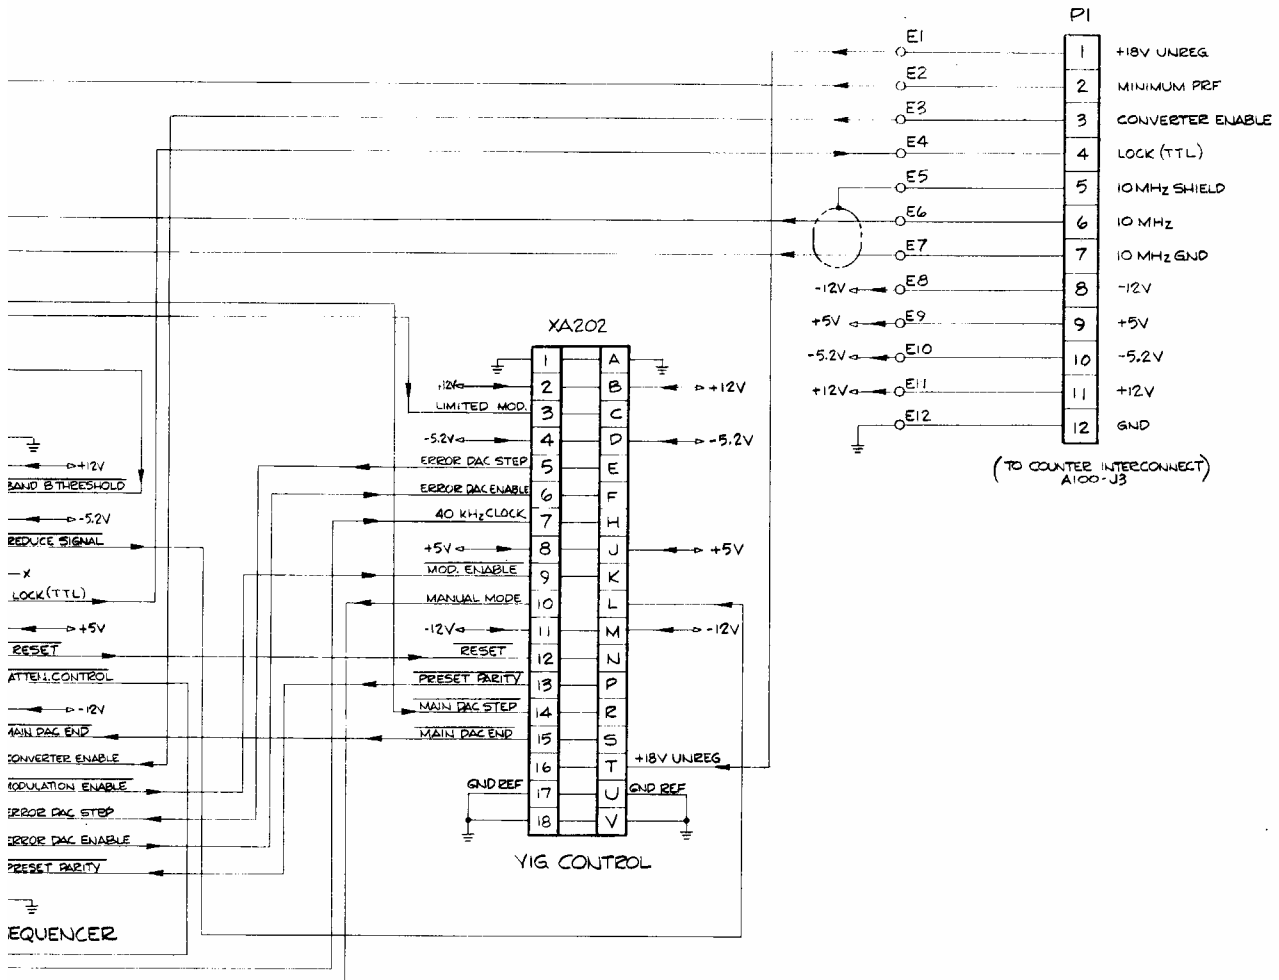 P1
E1 1 +18V UNREG
E2 2 MINIMUM PRF
E3 3 CONVERTER ENABLE
E4 4 LOCK (TTL)
E5 5 10 MHz SHIELD
E6 6 10 MHz
E7 7 10 MHz GND
-12V E8 8 -12V
+5V E9 9 +5V
-5.2V E10 10 -5.2V
+12V E11 11 +12V
E12 12 GND
(TO COUNTER INTERCONNECT)
A100-J3
XA202
1 A
+12V 2 B +12V
LIMITED MOD. 3 C
-5.2V 4 D -5.2V
ERROR DAC STEP 5 E
ERROR DAC ENABLE 6 F
40 KHz CLOCK 7 H
+5V 8 J +5V
MOD. ENABLE 9 K
MANUAL MODE 10 L
-12V 11 M -12V
RESET 12 N
PRESET PARITY 13 P
MAIN DAC STEP 14 R
MAIN DAC END 15 S
16 T +18V UNREG
GND REF 17 U GND REF
18 V
YIG CONTROL
+12V
BAND B THRESHOLD
-5.2V
REDUCE SIGNAL
X
LOCK (TTL)
+5V
RESET
ATTEN. CONTROL
-12V
MAIN DAC END
CONVERTER ENABLE
MODULATION ENABLE
ERROR DAC STEP
ERROR DAC ENABLE
PRESET PARITY
EQUENCER